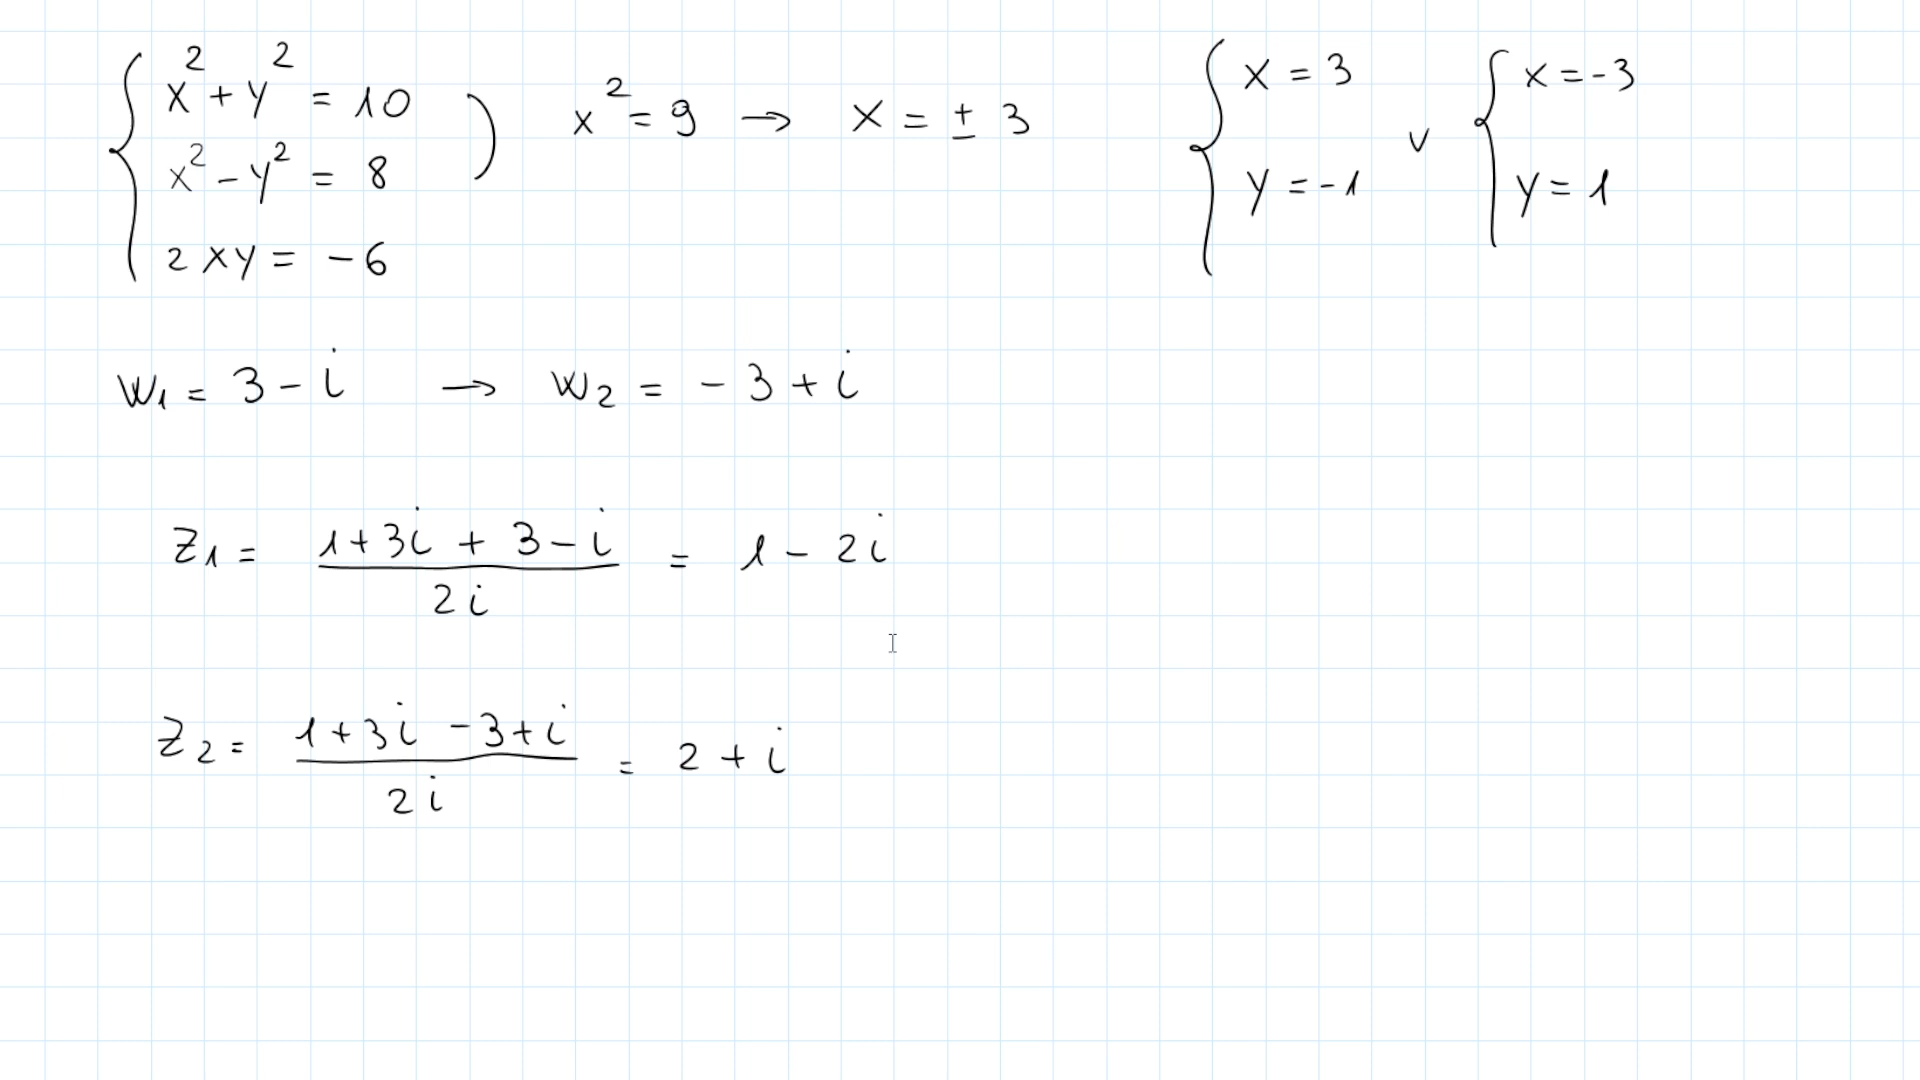 x² + y² = 10
x² - y² = 8
2xy = -6
x² = 9 → x = ± 3
x = 3
y = -1
v
x = -3
y = 1
w₁ = 3 - i → w₂ = -3 + i
z₁ = (1 + 3i + 3 - i) / 2i = 1 - 2i
z₂ = (1 + 3i - 3 + i) / 2i = 2 + i